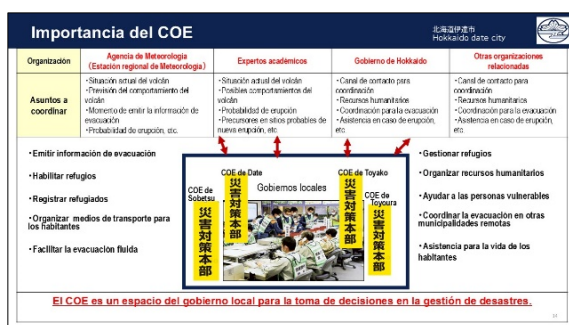 Importancia del COE
北海道伊達市
Hokkaido date city
Organización
Agencia de Meteorología
(Estación regional de Meteorología)
Expertos académicos
Gobierno de Hokkaido
Otras organizaciones
relacionadas
Asuntos a
coordinar
・Situación actual del volcán
・Previsión del comportamiento del
volcán
・Momento de emitir la información de
evacuación
・Probabilidad de erupción, etc.
・Situación actual del volcán
・Posibles comportamientos del
volcán
・Probabilidad de erupción
・Precursores en sitios probables de
nueva erupción, etc
・Canal de contacto para
coordinación
・Recursos humanitarios
・Coordinación para la evacuación
・Asistencia en caso de erupción,
etc
・Canal de contacto para
coordinación
・Recursos humanitarios
・Coordinación para la evacuación
・Asistencia en caso de erupción,
etc.
・Emitir información de evacuación
・Habilitar refugios
・Registrar refugiados
・Organizar medios de transporte para
los habitantes
・Facilitar la evacuación fluida
COE de
Sobetsu
災害対策本部
COE de Date
災害対策本部
Gobiernos locales
COE de Toyako
災害対策本部
COE de
Toyoura
災害対策本部
・Gestionar refugios
・Organizar recursos humanitarios
・Ayudar a las personas vulnerables
・Coordinar la evacuación en otras
municipalidades remotas
・Asistencia para la vida de los
habitantes
El COE es un espacio del gobierno local para la toma de decisiones en la gestión de desastres.